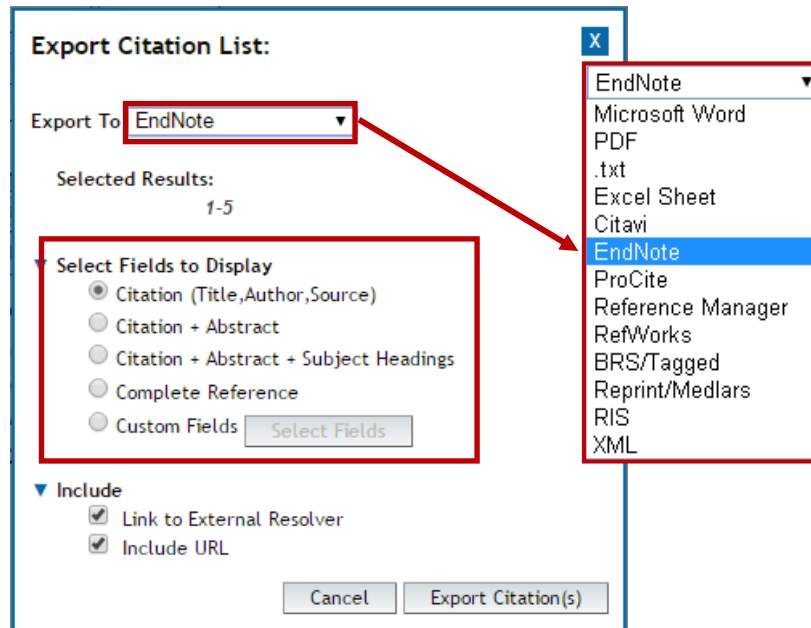 Export Citation List:
X
Export To EndNote
Selected Results:
1-5
Select Fields to Display
Citation (Title,Author,Source)
Citation + Abstract
Citation + Abstract + Subject Headings
Complete Reference
Custom Fields Select Fields
Include
Link to External Resolver
Include URL
Cancel Export Citation(s)
EndNote
Microsoft Word
PDF
.txt
Excel Sheet
Citavi
EndNote
ProCite
Reference Manager
RefWorks
BRS/Tagged
Reprint/Medlars
RIS
XML